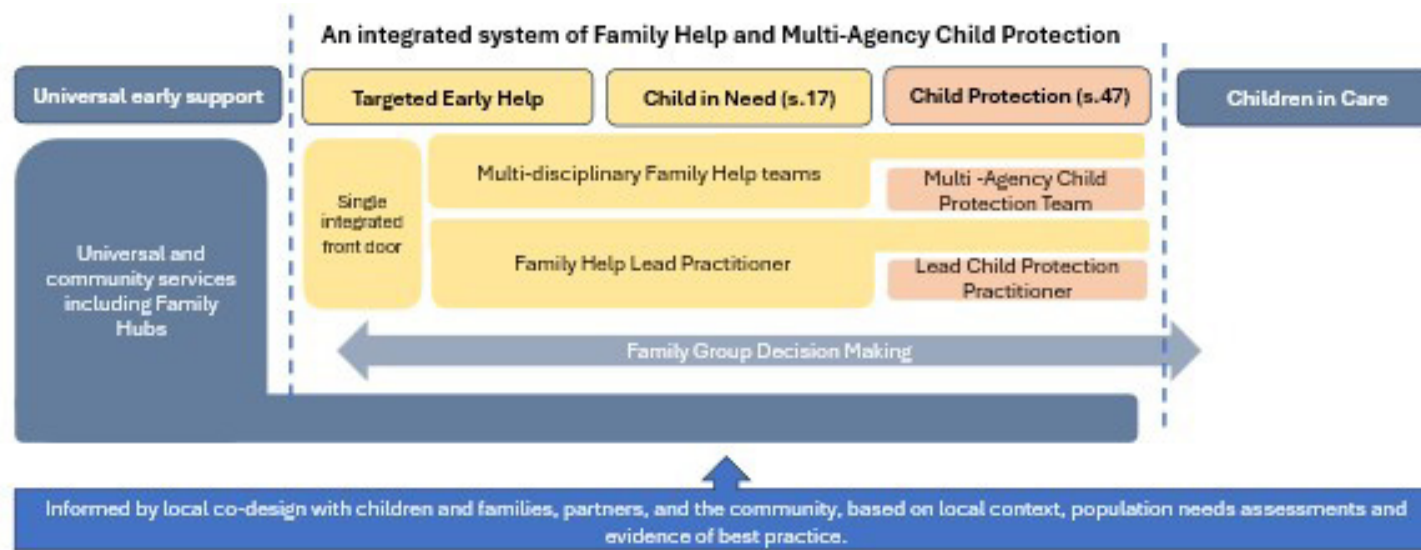 An integrated system of Family Help and Multi-Agency Child Protection
Universal early support
Targeted Early Help
Child in Need (s.17)
Child Protection (s.47)
Children in Care
Universal and
community services
including Family
Hubs
Single
integrated
front door
Multi-disciplinary Family Help teams
Multi -Agency Child
Protection Team
Family Help Lead Practitioner
Lead Child Protection
Practitioner
Family Group Decision Making
Informed by local co-design with children and families, partners, and the community, based on local context, population needs assessments and
evidence of best practice.